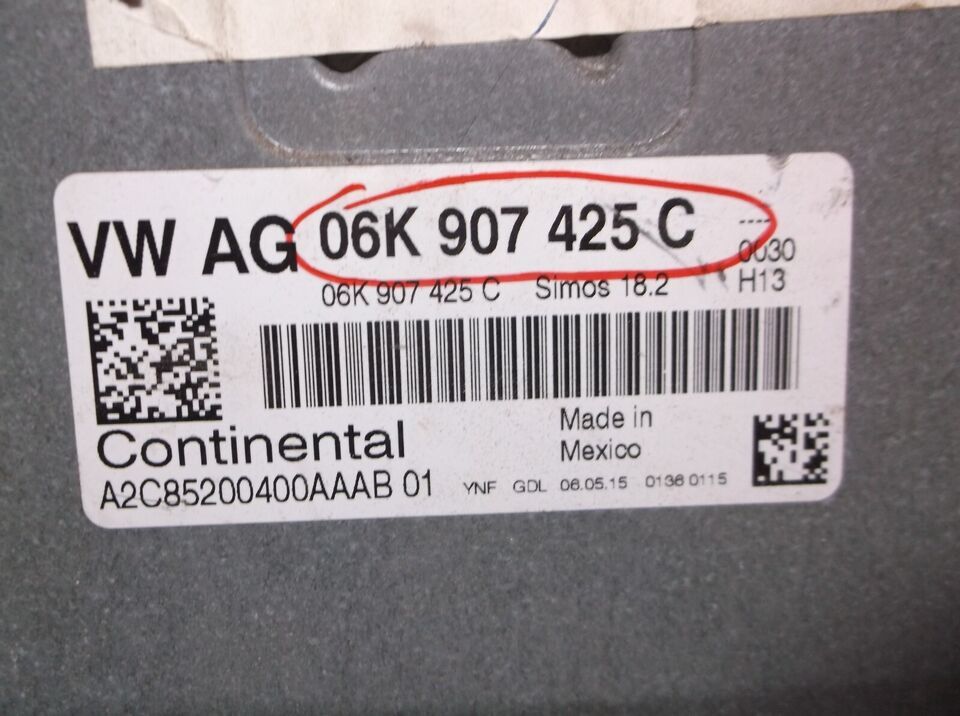 VW AG 06K 907 425 C ----
0030
06K 907 425 C Simos 18.2 H13
Continental
Made in
Mexico
A2C85200400AAAB 01 YNF GDL 06.05.15 0136 0115